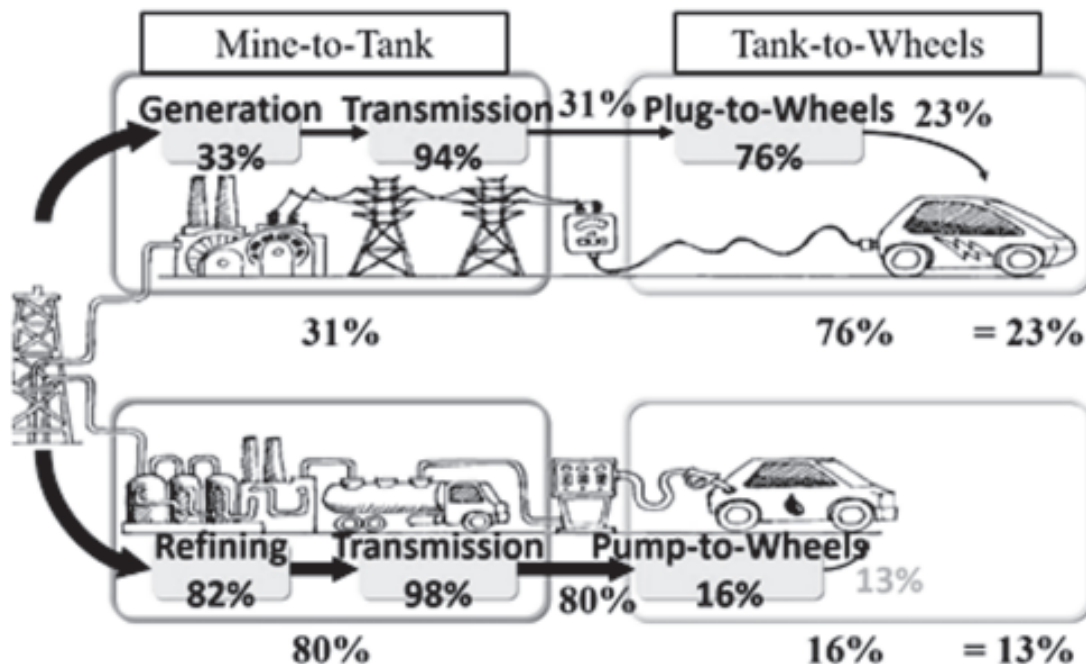 Mine-to-Tank Tank-to-Wheels
Generation Transmission 31% Plug-to-Wheels 23%
33% 94% 76%
31% 76% = 23%
Refining Transmission Pump-to-Wheels
82% 98% 80% 16% 13%
80% 16% = 13%